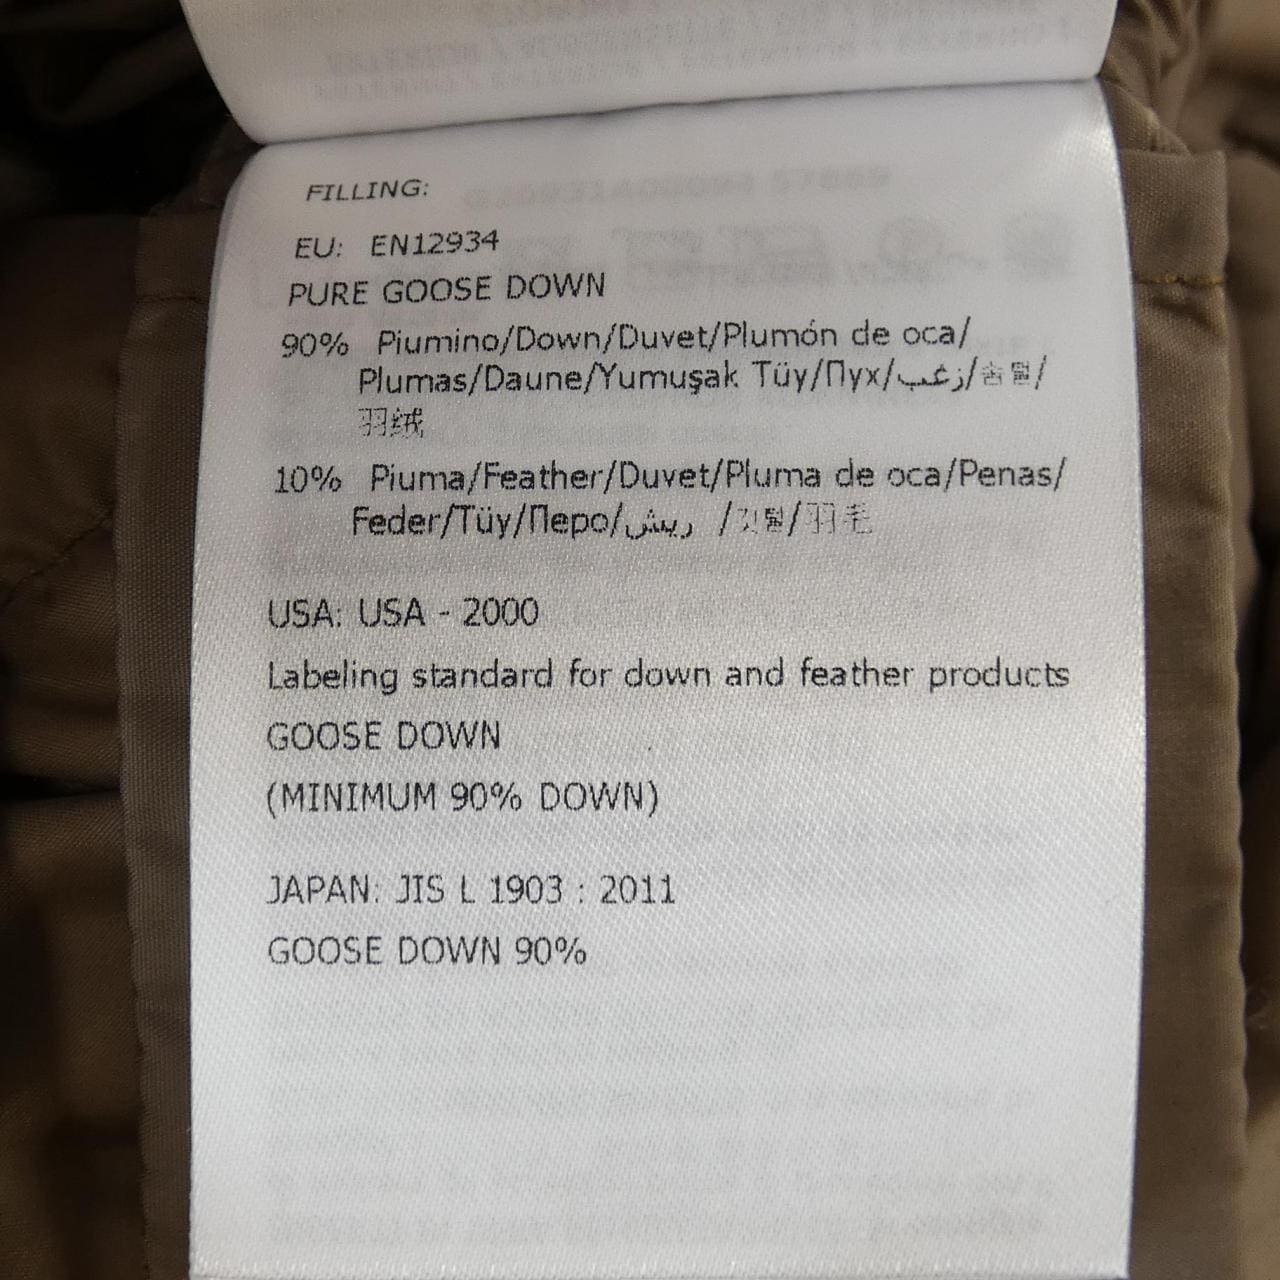 FILLING:
EU: EN12934
PURE GOOSE DOWN
90% Piumino/Down/Duvet/Plumón de oca/
Plumas/Daune/Yumuşak Tüy/Пух/زغب/솜털/
羽绒
10% Piuma/Feather/Duvet/Pluma de oca/Penas/
Feder/Tüy/Перо/ريش /깃털/羽毛
USA: USA - 2000
Labeling standard for down and feather products
GOOSE DOWN
(MINIMUM 90% DOWN)
JAPAN: JIS L 1903 : 2011
GOOSE DOWN 90%